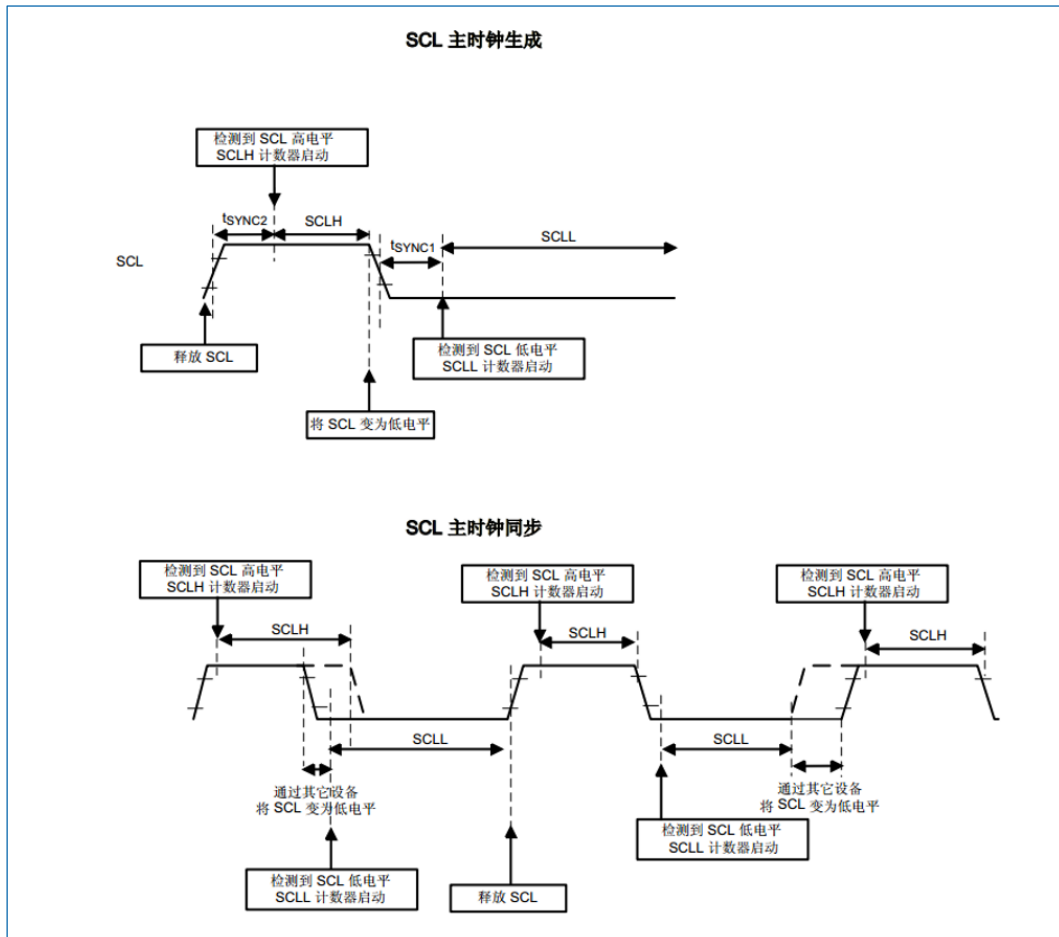 SCL 主时钟生成
检测到 SCL 高电平
SCLH 计数器启动
tSYNC2
SCLH
tSYNC1
SCLL
SCL
释放 SCL
检测到 SCL 低电平
SCLL 计数器启动
将 SCL 变为低电平
SCL 主时钟同步
检测到 SCL 高电平
SCLH 计数器启动
检测到 SCL 高电平
SCLH 计数器启动
检测到 SCL 高电平
SCLH 计数器启动
SCLH
SCLH
SCLH
SCLL
SCLL
通过其它设备
将 SCL 变为低电平
通过其它设备
将 SCL 变为低电平
检测到 SCL 低电平
SCLL 计数器启动
检测到 SCL 低电平
SCLL 计数器启动
释放 SCL